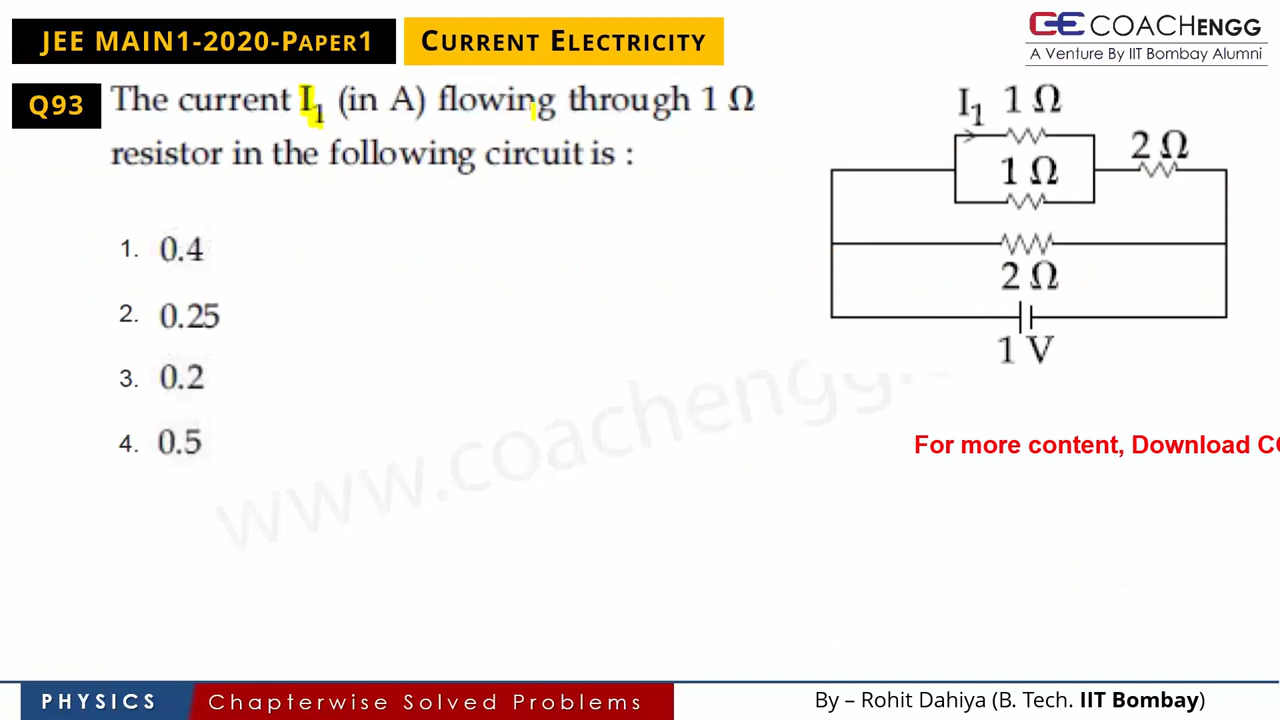 JEE MAIN1-2020-PAPER1
CURRENT ELECTRICITY
CE COACHENGG
A Venture By IIT Bombay Alumni
Q93
The current I₁ (in A) flowing through 1 Ω
resistor in the following circuit is :
1. 0.4
2. 0.25
3. 0.2
4. 0.5
I₁ 1 Ω
1 Ω
2 Ω
2 Ω
1 V
www.coachengg.
For more content, Download
PHYSICS
Chapterwise Solved Problems
By – Rohit Dahiya (B. Tech. IIT Bombay)